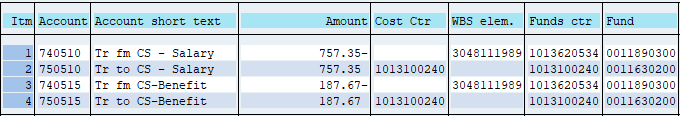 Itm Account Account short text Amount Cost Ctr WBS elem. Funds ctr Fund
1 740510 Tr fm CS - Salary 757.35- 3048111989 1013620534 0011890300
2 750510 Tr to CS - Salary 757.35 1013100240 1013100240 0011630200
3 740515 Tr fm CS-Benefit 187.67- 3048111989 1013620534 0011890300
4 750515 Tr to CS-Benefit 187.67 1013100240 1013100240 0011630200